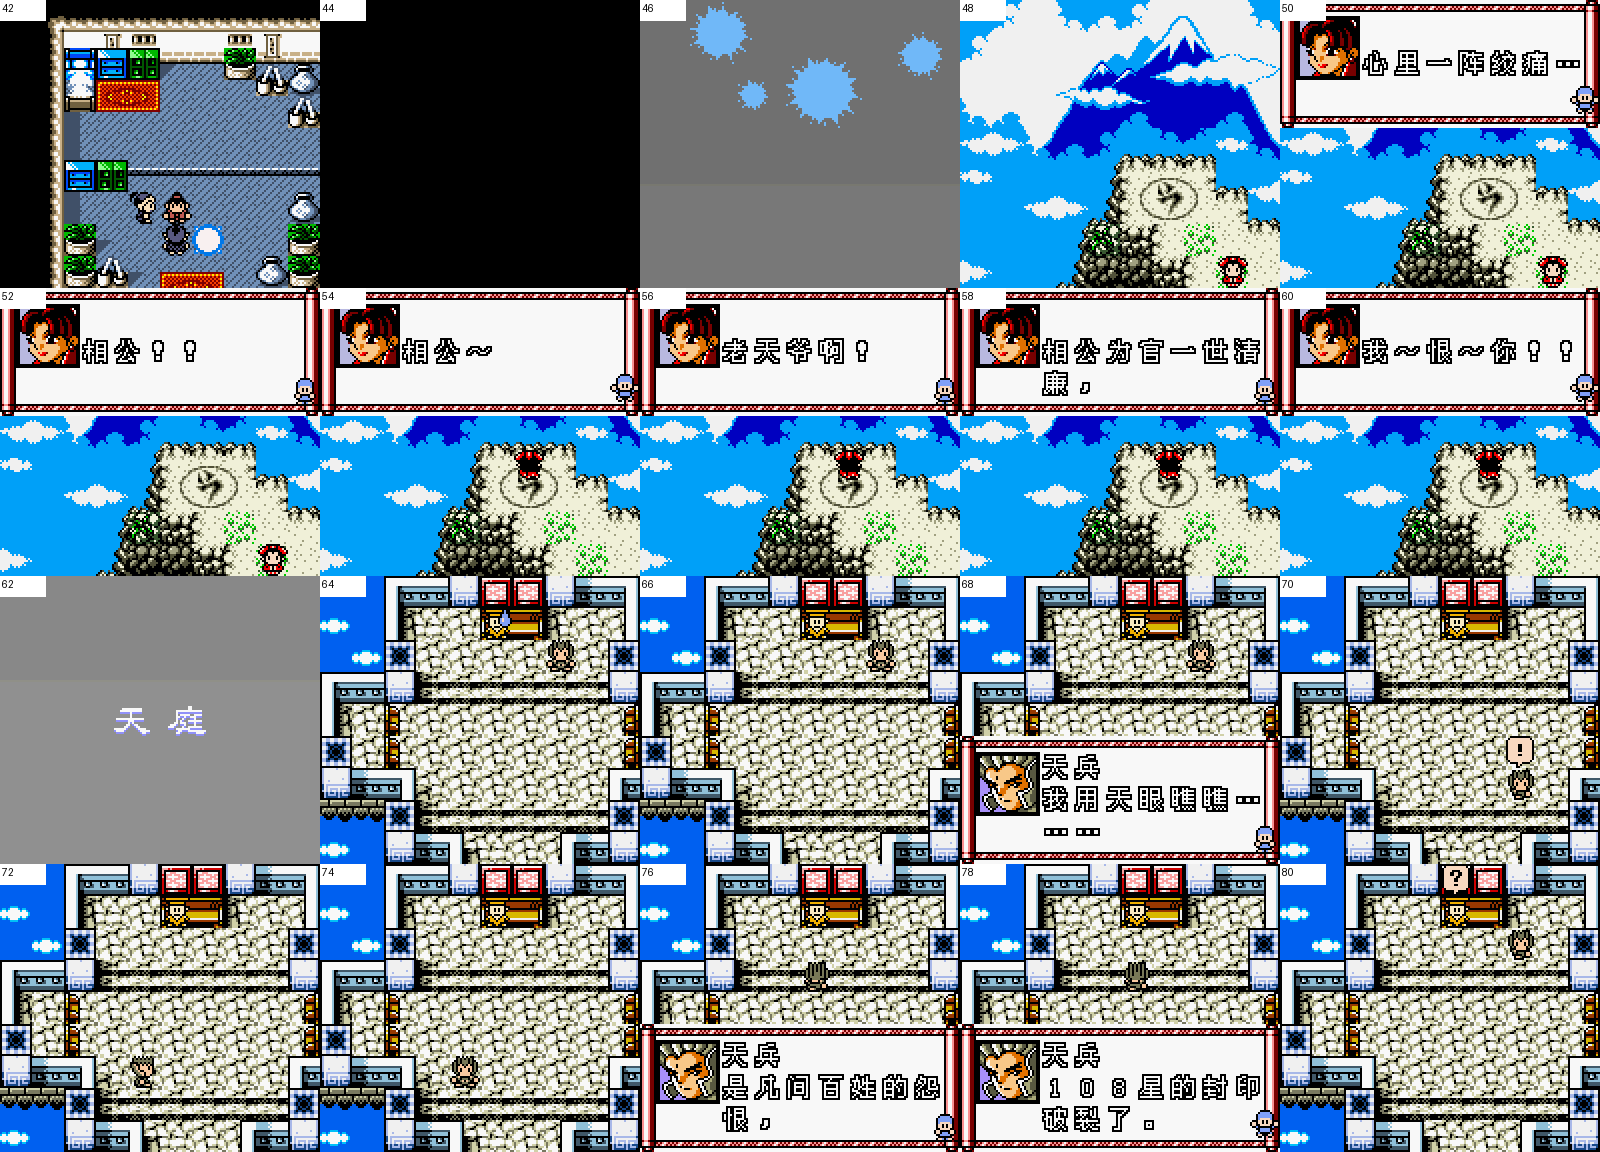 42
44
46
48
50
心里一阵绞痛…
52
相公！！
54
相公～
56
老天爷啊！
58
相公为官一世清
廉，
60
我～恨～你！！
62
天庭
64
66
68
天兵
我用天眼瞧瞧…
……
70
!
72
74
76
天兵
是凡间百姓的怨
恨，
78
天兵
108星的封印
破裂了。
80
?